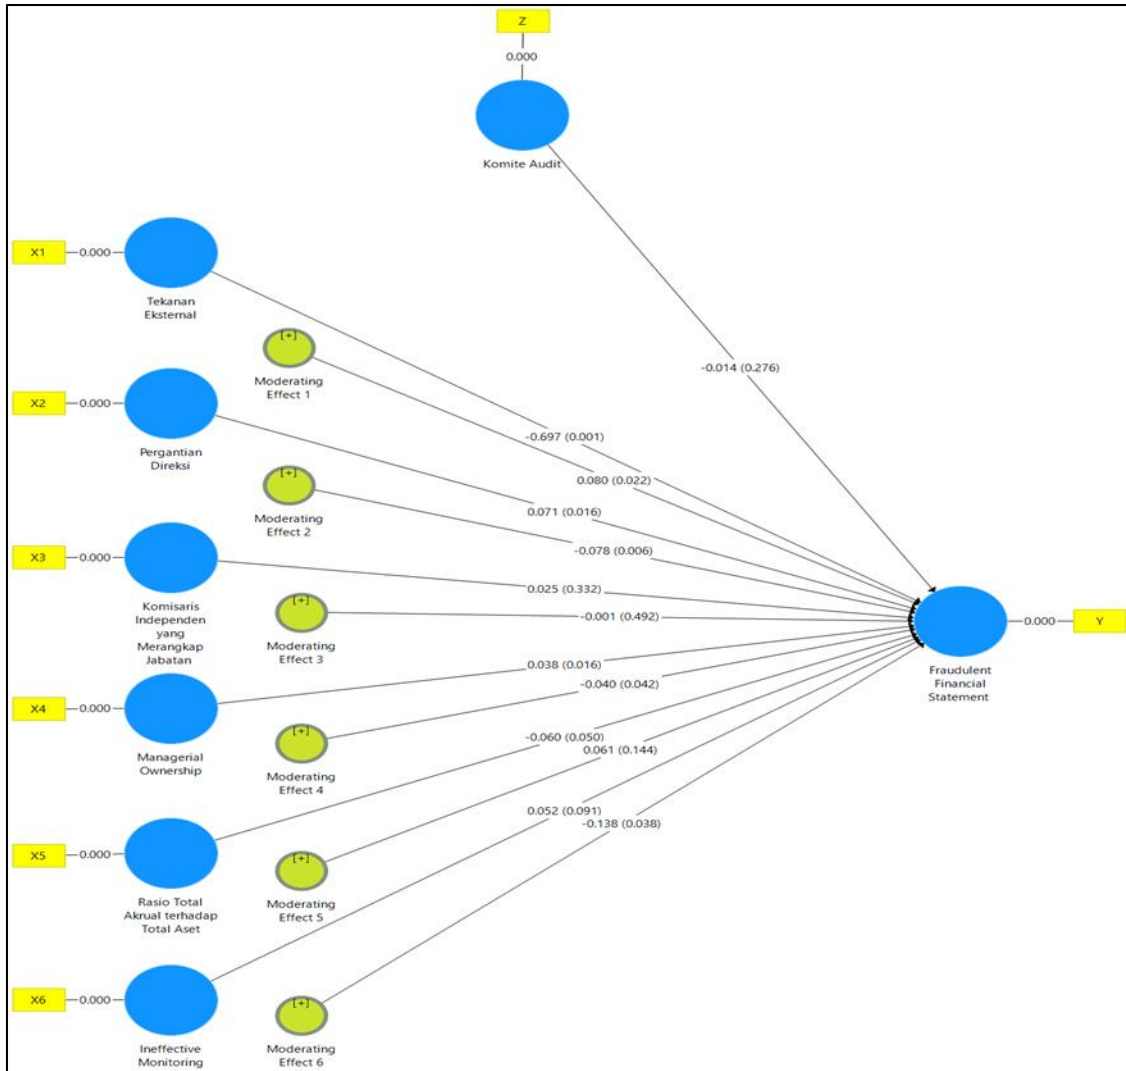 Z
0.000
Komite Audit
X1
0.000
Tekanan
Eksternal
[+]
Moderating
Effect 1
-0.014 (0.276)
X2
0.000
Pergantian
Direksi
-0.697 (0.001)
0.080 (0.022)
[+]
Moderating
Effect 2
0.071 (0.016)
-0.078 (0.006)
X3
0.000
Komisaris
Independen
yang
Merangkap
Jabatan
0.025 (0.332)
[+]
Moderating
Effect 3
-0.001 (0.492)
0.000
Y
Fraudulent
Financial
Statement
X4
0.000
Managerial
Ownership
0.038 (0.016)
-0.040 (0.042)
[+]
Moderating
Effect 4
-0.060 (0.050)
0.061 (0.144)
X5
0.000
Rasio Total
Akrual terhadap
Total Aset
0.052 (0.091)
-0.138 (0.038)
[+]
Moderating
Effect 5
X6
0.000
Ineffective
Monitoring
[+]
Moderating
Effect 6